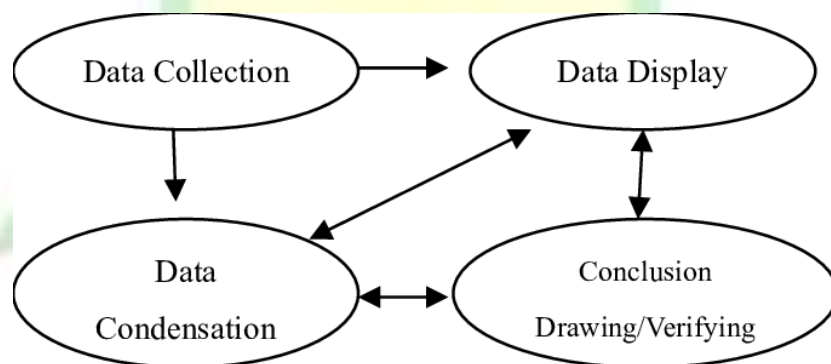 Data Collection
Data Display
Data
Condensation
Conclusion
Drawing/Verifying